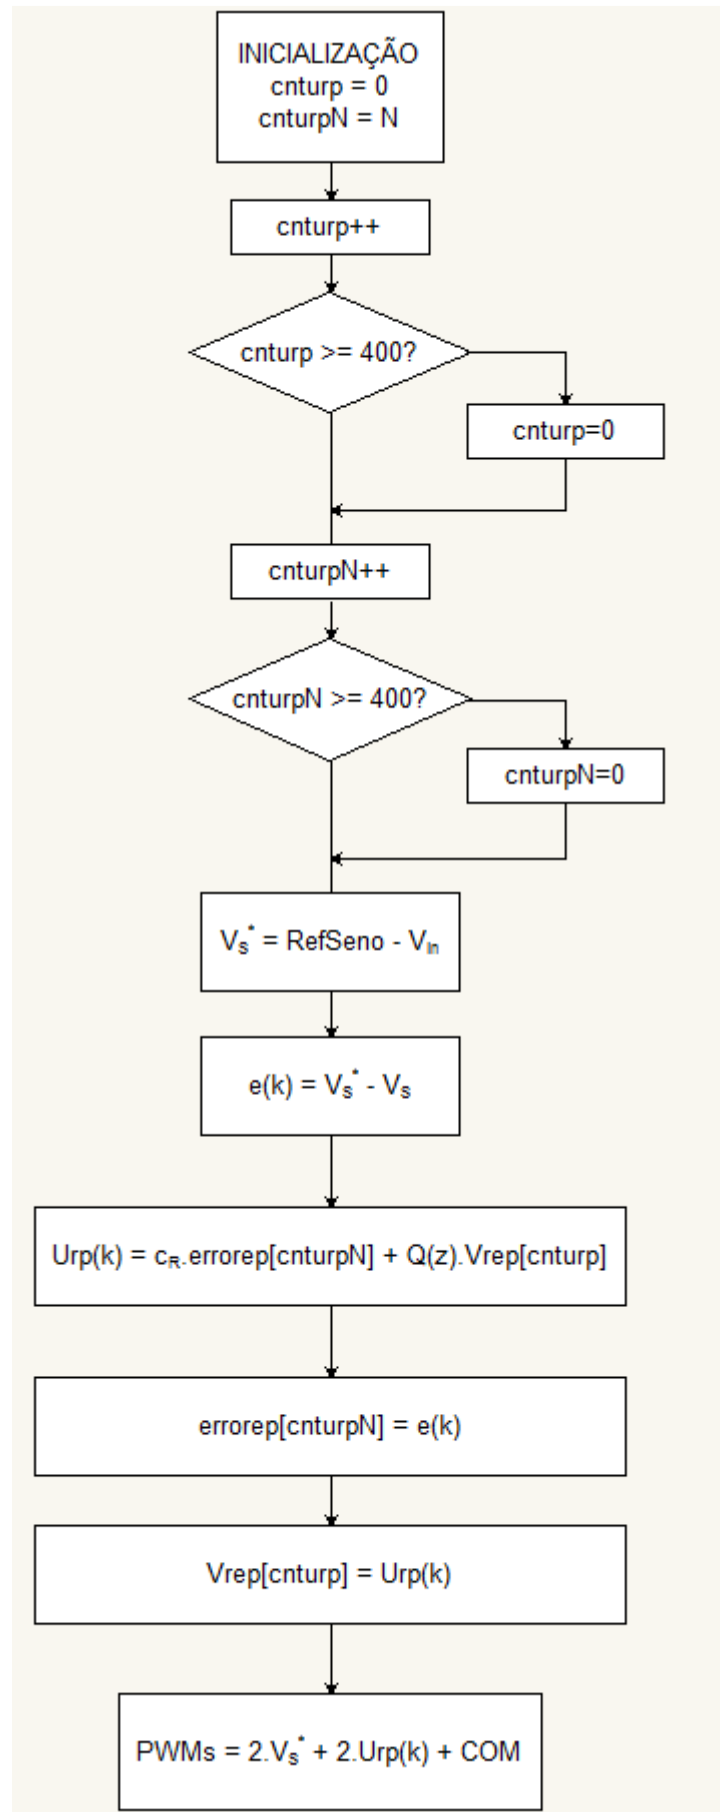 INICIALIZAÇÃO
cnturp = 0
cnturpN = N
cnturp++
cnturp >= 400?
cnturp=0
cnturpN++
cnturpN >= 400?
cnturpN=0
Vₛ* = RefSeno - Vᵢₙ
e(k) = Vₛ* - Vₛ
Urp(k) = c_R.errorep[cnturpN] + Q(z).Vrep[cnturp]
errorep[cnturpN] = e(k)
Vrep[cnturp] = Urp(k)
PWMs = 2.Vₛ* + 2.Urp(k) + COM